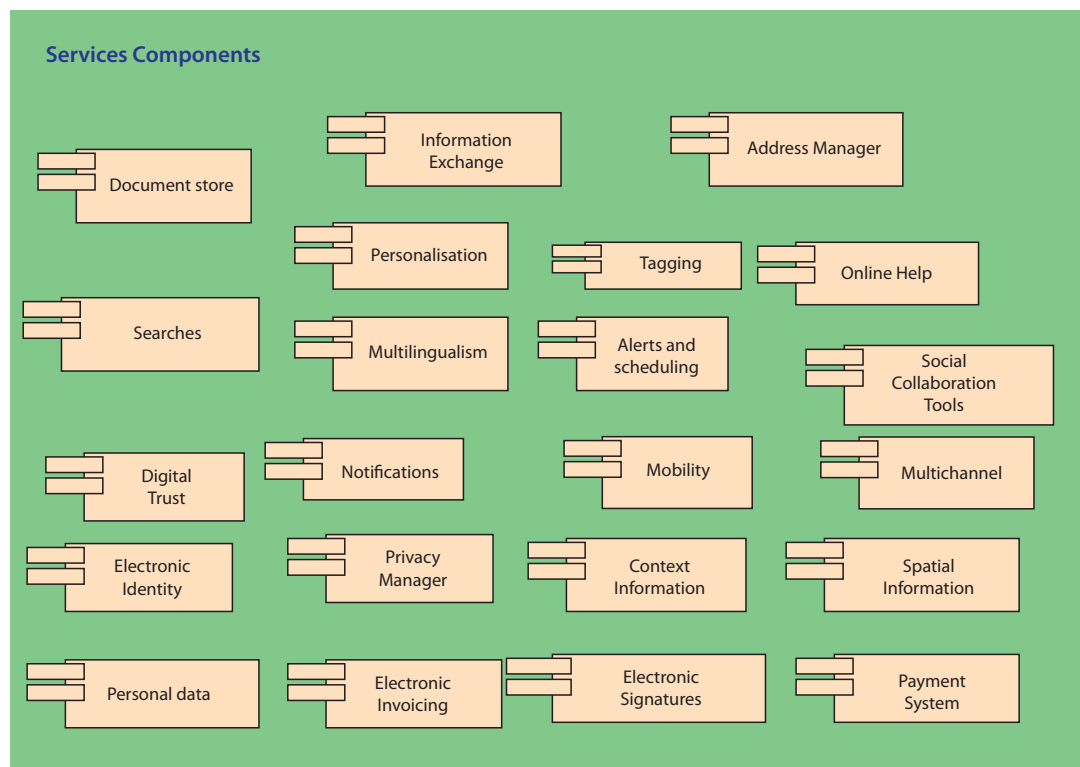 Services Components
Information
Exchange
Address Manager
Document store
Personalisation
Tagging
Online Help
Searches
Multilingualism
Alerts and
scheduling
Social
Collaboration
Tools
Digital
Trust
Notifications
Mobility
Multichannel
Electronic
Identity
Privacy
Manager
Context
Information
Spatial
Information
Personal data
Electronic
Invoicing
Electronic
Signatures
Payment
System